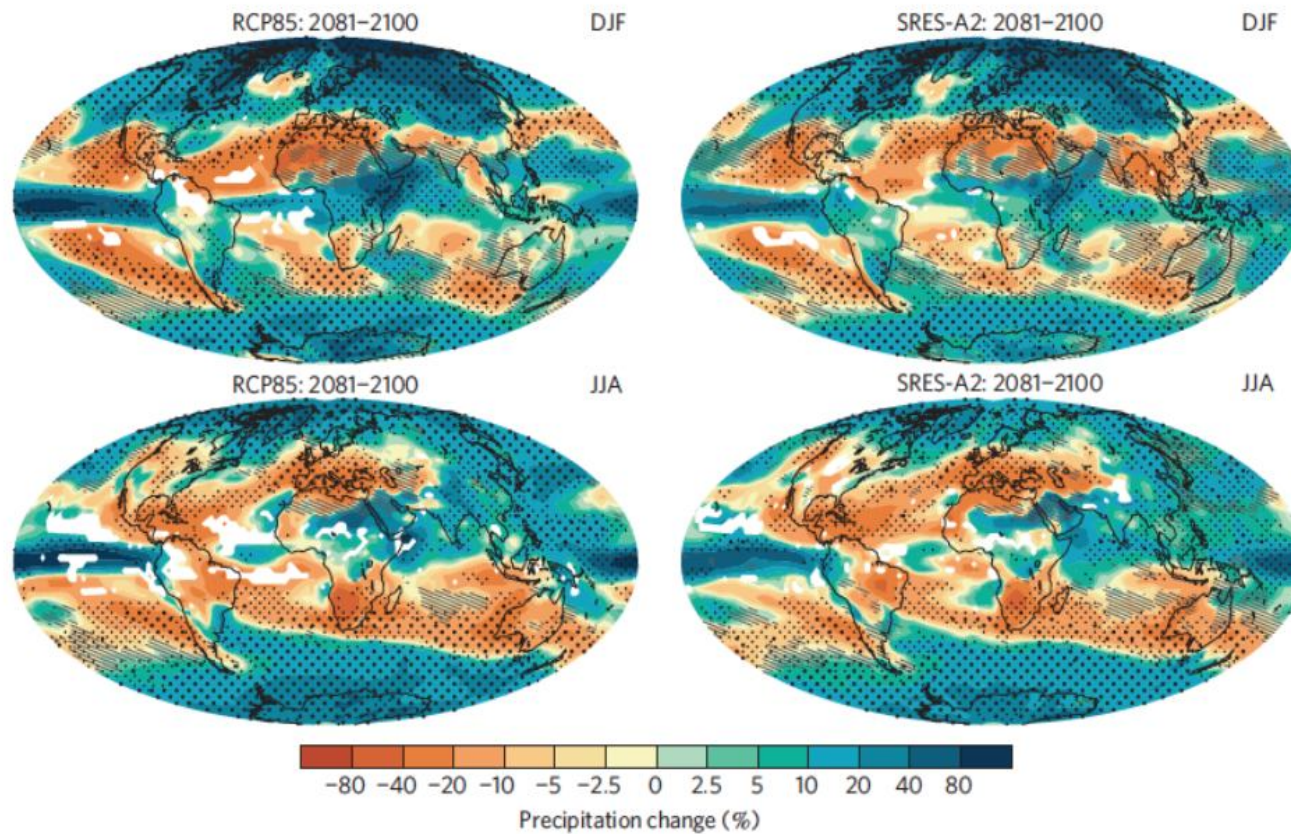 RCP85: 2081–2100 DJF SRES-A2: 2081–2100 DJF
RCP85: 2081–2100 JJA SRES-A2: 2081–2100 JJA
−80 −40 −20 −10 −5 −2.5 0 2.5 5 10 20 40 80
Precipitation change (%)